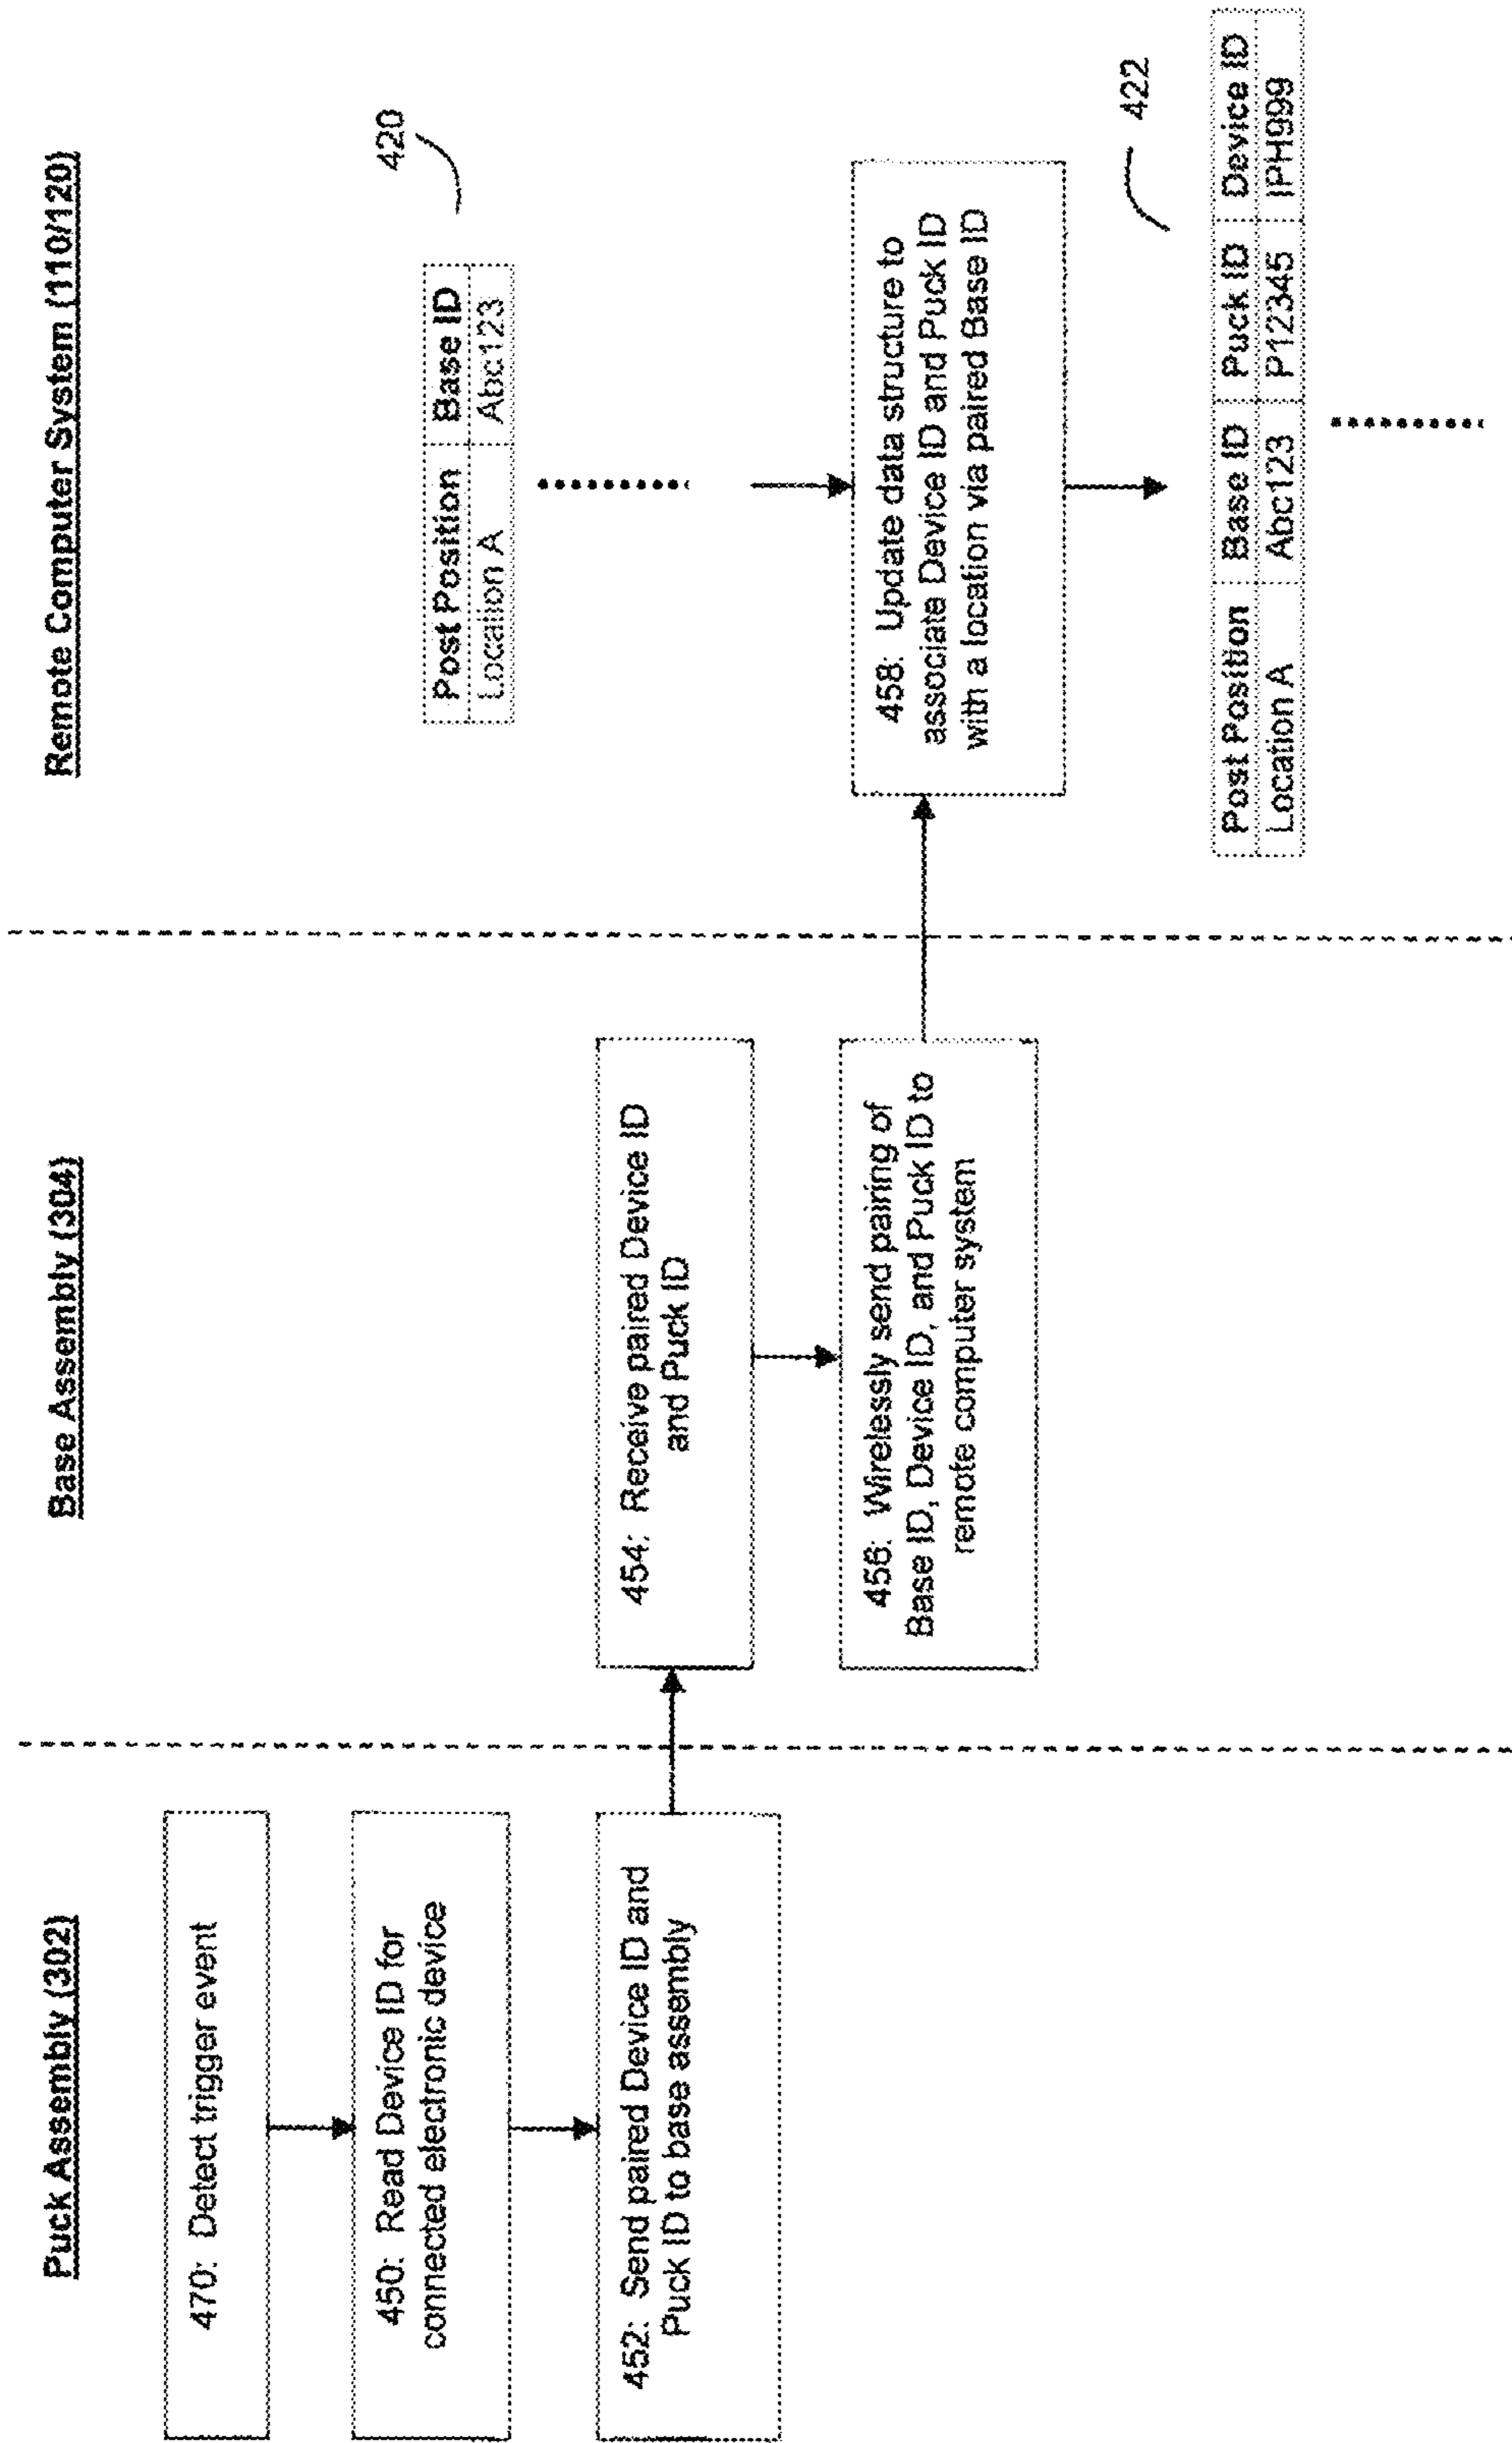 Puck Assembly (302)
470: Detect trigger event
450: Read Device ID for
connected electronic device
452: Send paired Device ID and
Puck ID to base assembly
Base Assembly (304)
454: Receive paired Device ID
and Puck ID
456: Wirelessly send pairing of
Base ID, Device ID, and Puck ID to
remote computer system
Remote Computer System (110/120)
420
Post Position Base ID
Location A Abc123
458: Update data structure to
associate Device ID and Puck ID
with a location via paired Base ID
422
Post Position Base ID Puck ID Device ID
Location A Abc123 P12345 IPH999